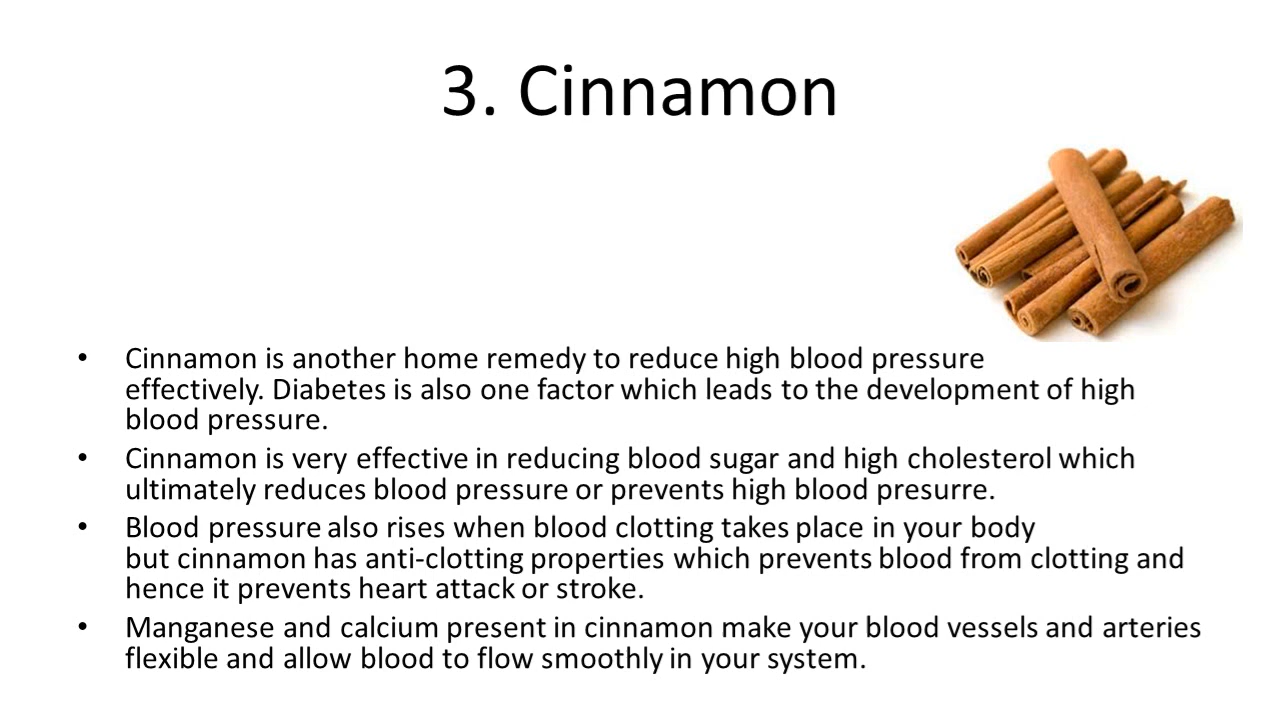 3. Cinnamon
• Cinnamon is another home remedy to reduce high blood pressure
effectively. Diabetes is also one factor which leads to the development of high
blood pressure.
• Cinnamon is very effective in reducing blood sugar and high cholesterol which
ultimately reduces blood pressure or prevents high blood presurre.
• Blood pressure also rises when blood clotting takes place in your body
but cinnamon has anti-clotting properties which prevents blood from clotting and
hence it prevents heart attack or stroke.
• Manganese and calcium present in cinnamon make your blood vessels and arteries
flexible and allow blood to flow smoothly in your system.